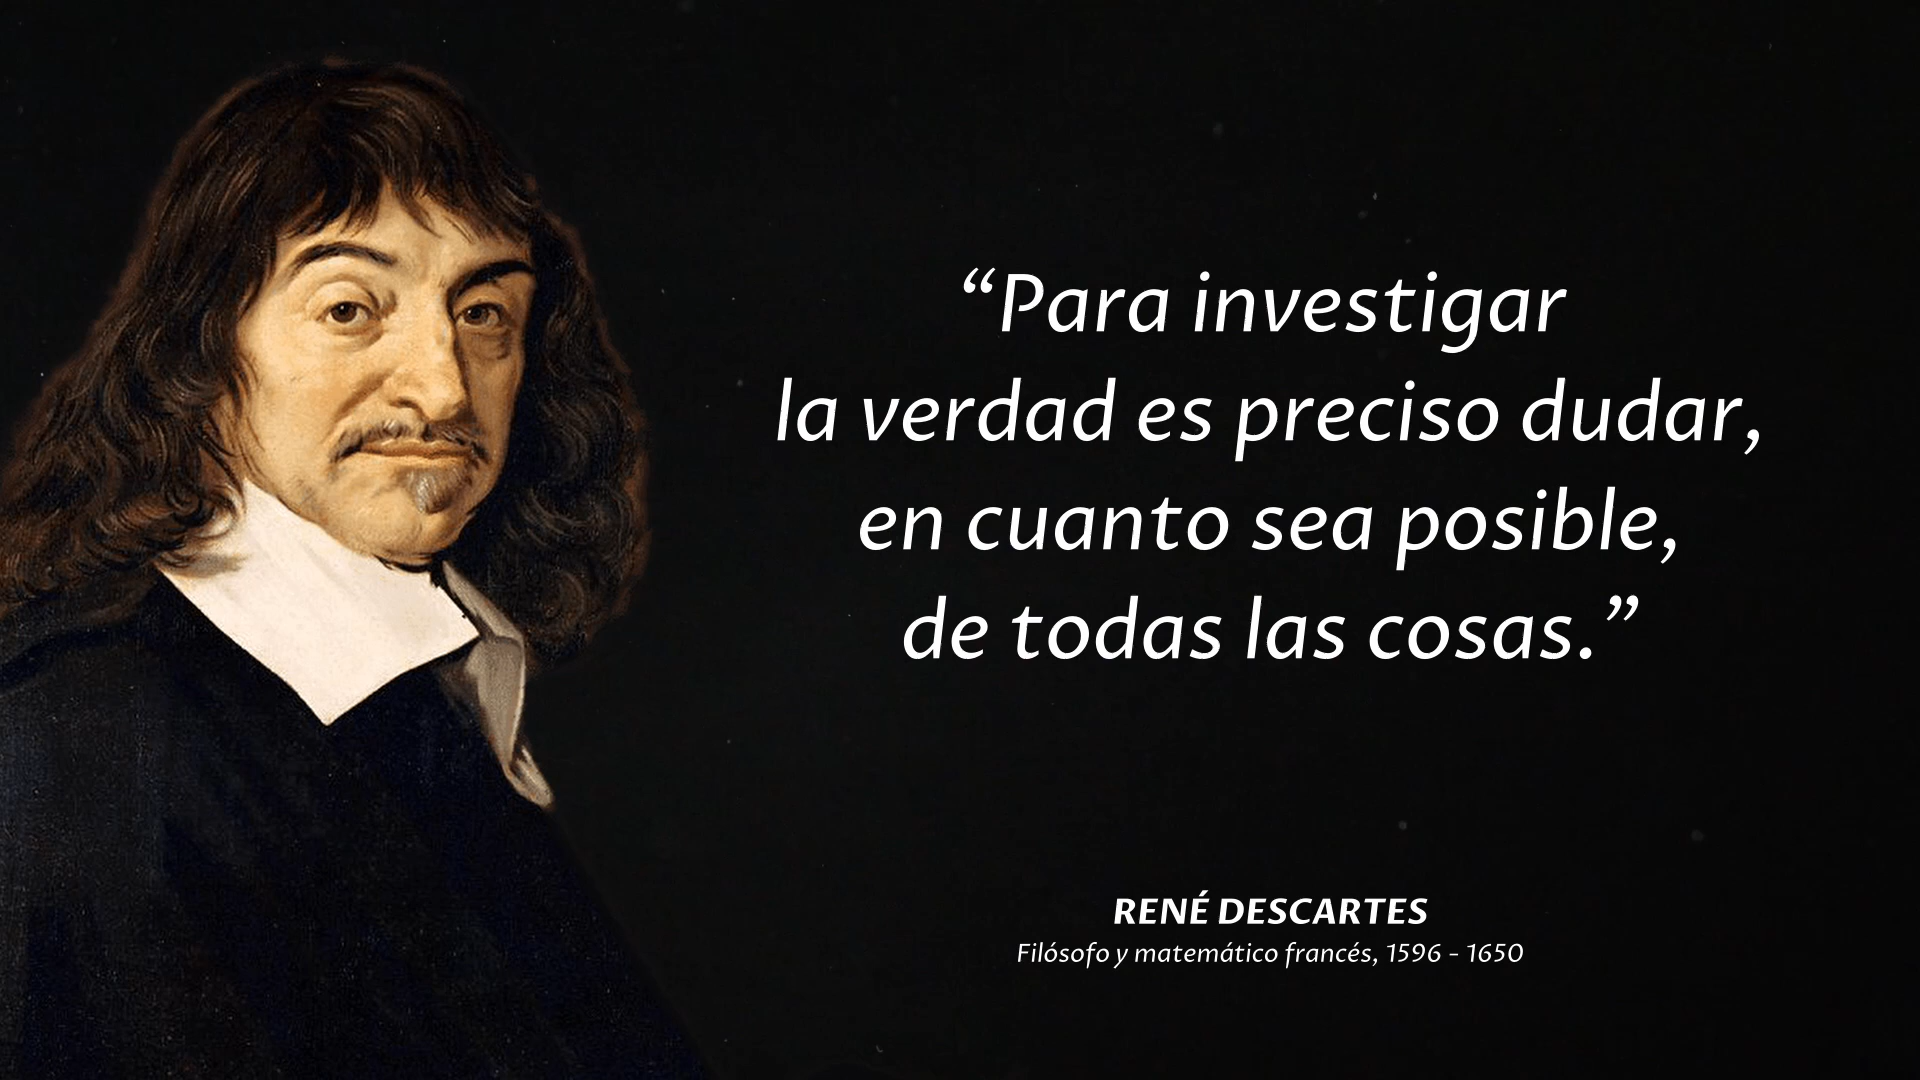 “Para investigar
la verdad es preciso dudar,
en cuanto sea posible,
de todas las cosas.”
RENÉ DESCARTES
Filósofo y matemático francés, 1596 - 1650